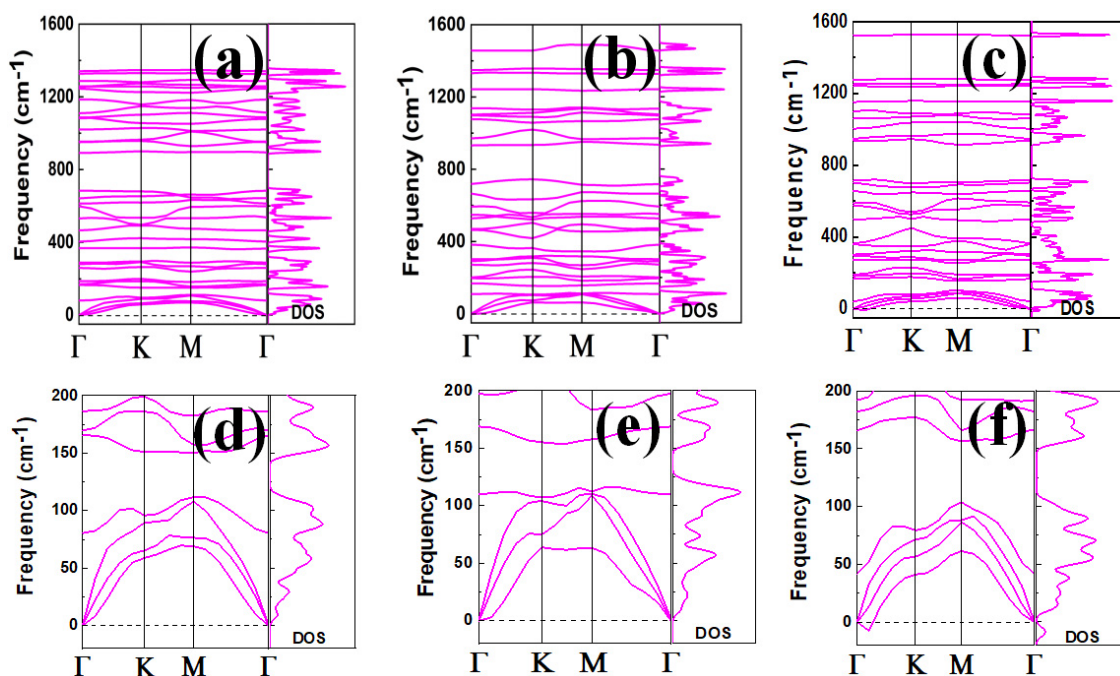 1600
1200
800
400
0
Frequency (cm⁻¹)
(a)
DOS
Γ K M Γ
1600
1200
800
400
0
Frequency (cm⁻¹)
(b)
DOS
Γ K M Γ
1600
1200
800
400
0
Frequency (cm⁻¹)
(c)
DOS
Γ K M Γ
200
150
100
50
0
Frequency (cm⁻¹)
(d)
DOS
Γ K M Γ
200
150
100
50
0
Frequency (cm⁻¹)
(e)
DOS
Γ K M Γ
200
150
100
50
0
Frequency (cm⁻¹)
(f)
DOS
Γ K M Γ